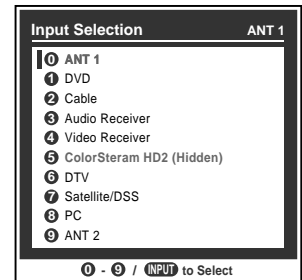 Input Selection ANT 1
0 ANT 1
1 DVD
2 Cable
3 Audio Receiver
4 Video Receiver
5 ColorSteram HD2 (Hidden)
6 DTV
7 Satellite/DSS
8 PC
9 ANT 2
0 - 9 / INPUT to Select